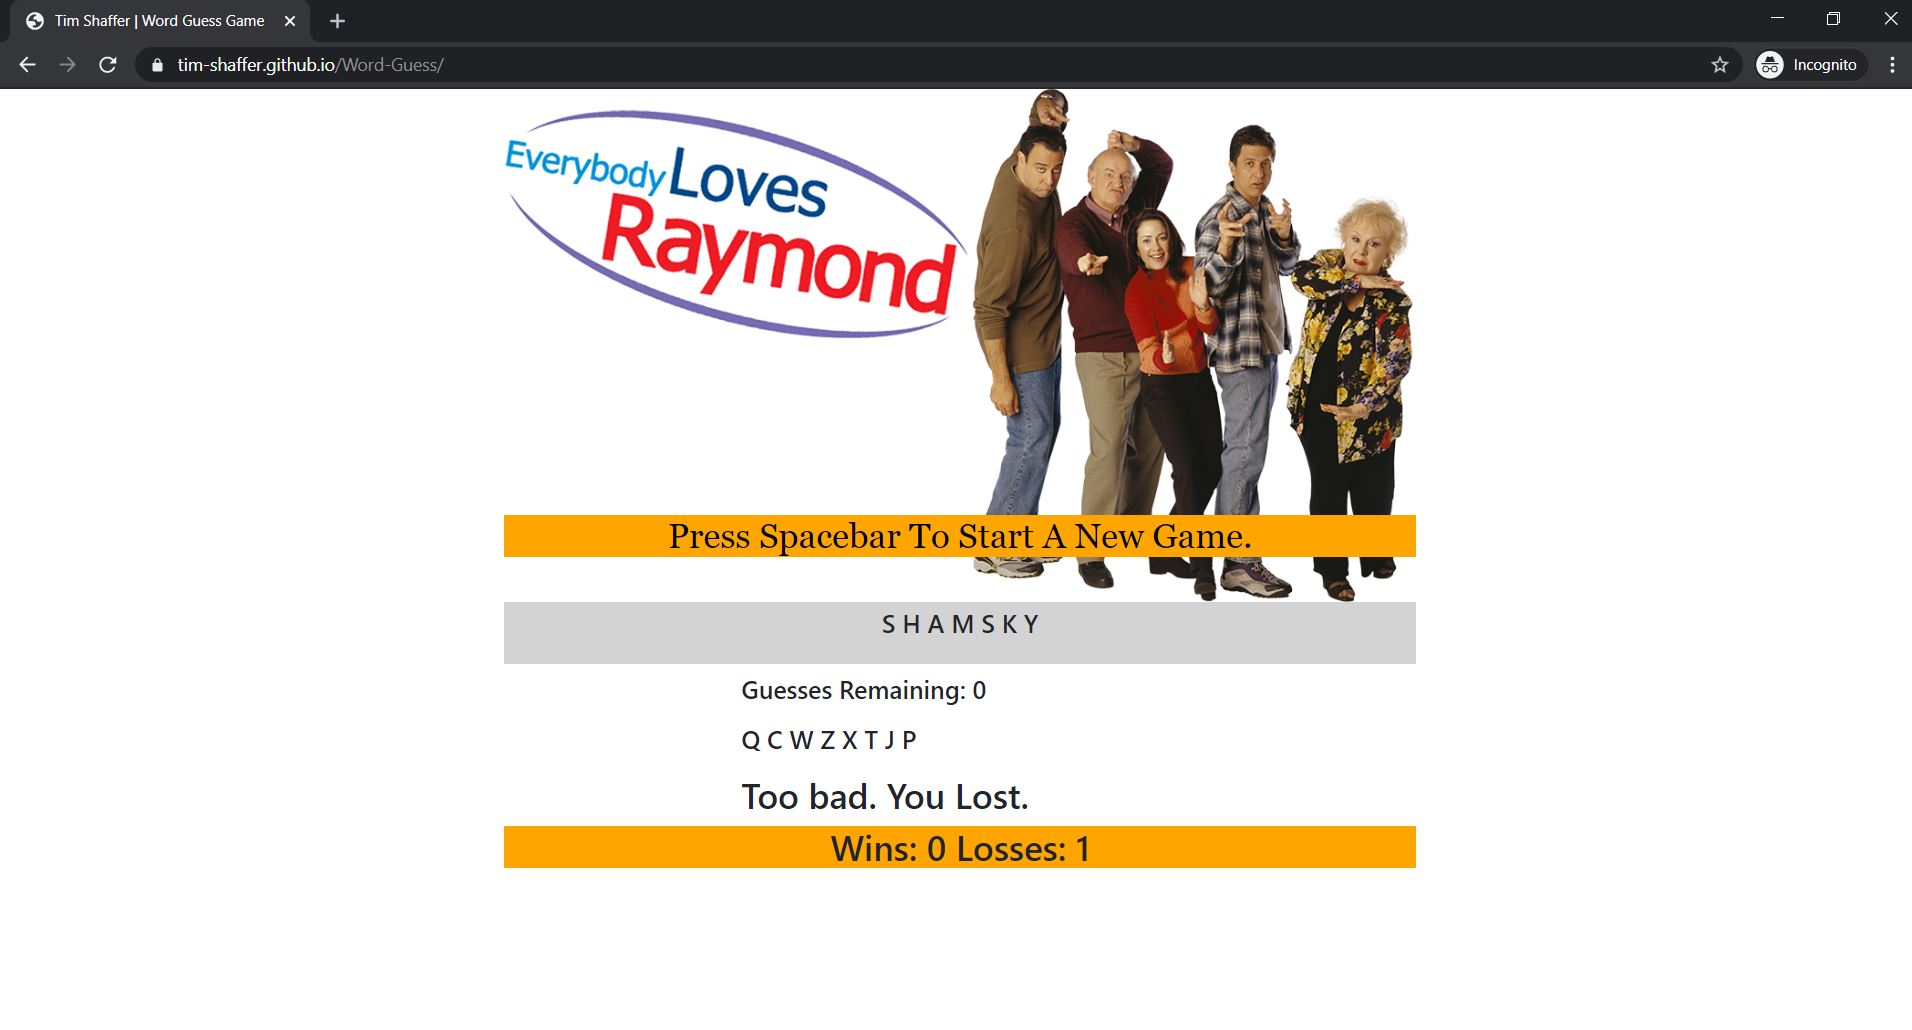 Tim Shaffer | Word Guess Game
tim-shaffer.github.io/Word-Guess/
Incognito
Everybody Loves
Raymond
Press Spacebar To Start A New Game.
S H A M S K Y
Guesses Remaining: 0
Q C W Z X T J P
Too bad. You Lost.
Wins: 0 Losses: 1